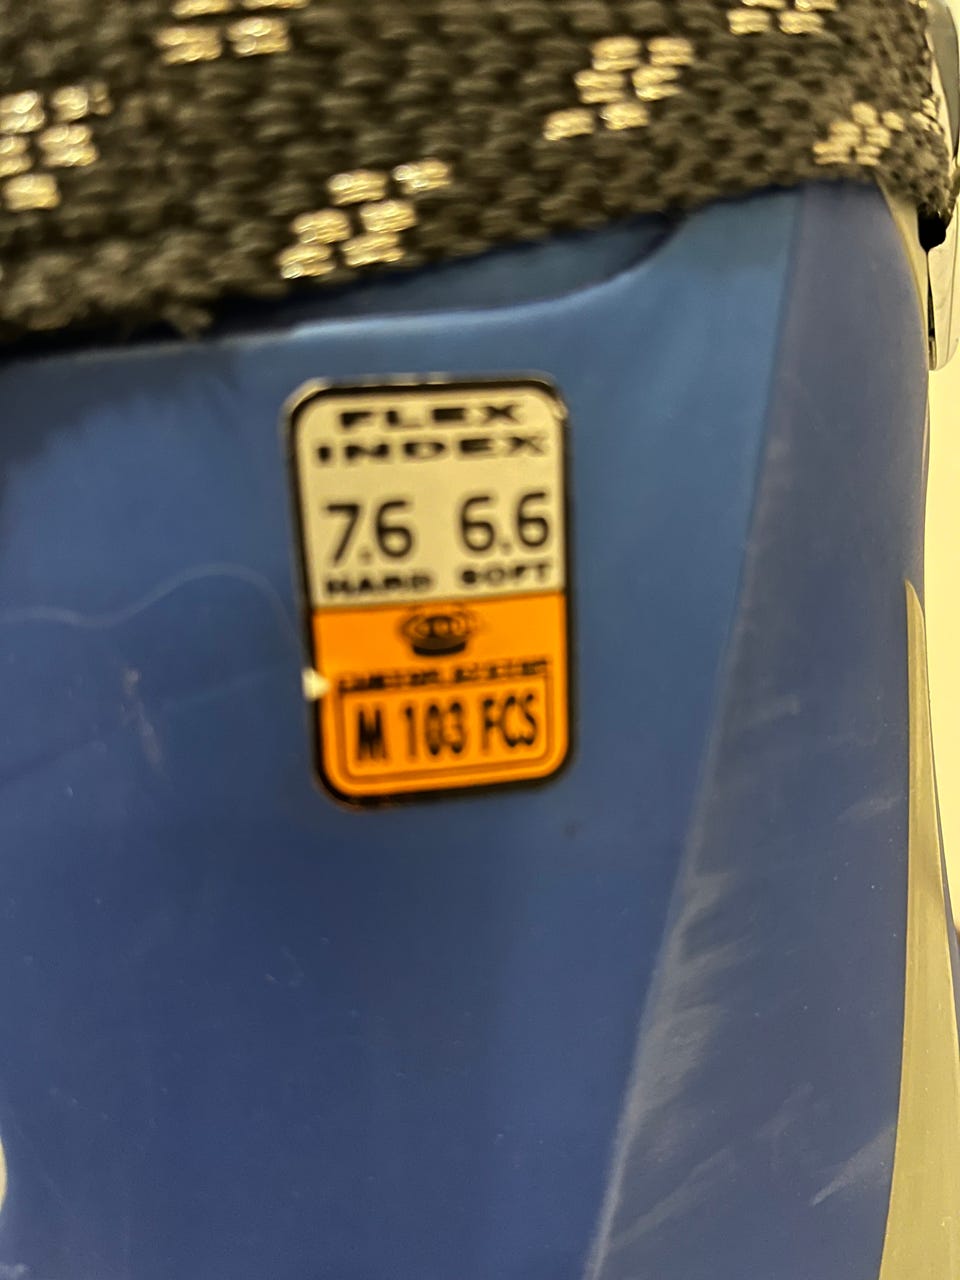 FLEX
INDEX
7.6 6.6
HARD SOFT
M 103 FCS